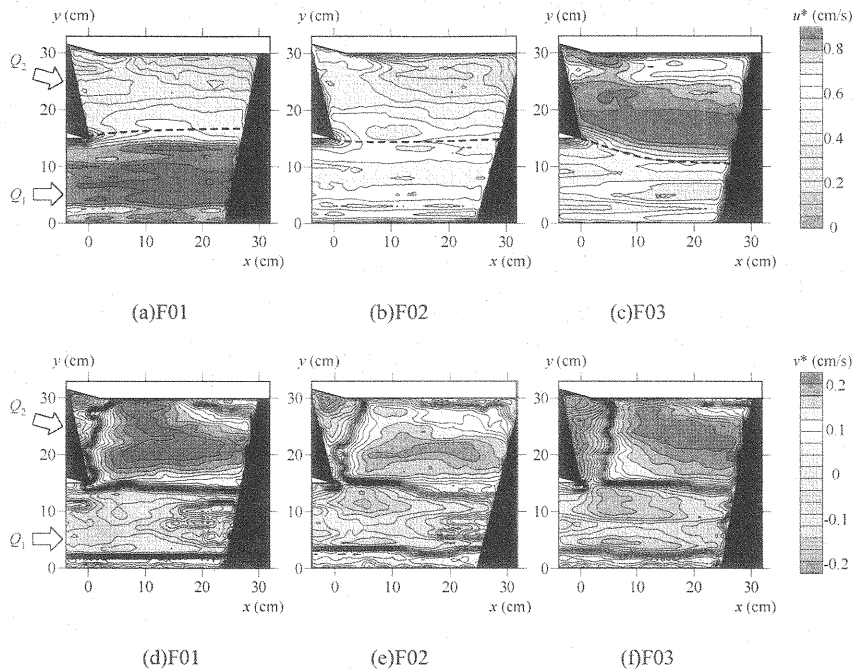 y (cm) y (cm) y (cm) u* (cm/s)
30 30 30 0.8
Q2
20 20 20 0.6
0.4
10 10 10 0.2
Q1
0 0 0 0
0 10 20 30 0 10 20 30 0 10 20 30
x (cm) x (cm) x (cm)
(a)F01 (b)F02 (c)F03
y (cm) y (cm) y (cm) v* (cm/s)
30 30 30 0.2
Q2
20 20 20 0.1
0
10 10 10 -0.1
Q1
0 0 0 -0.2
0 10 20 30 0 10 20 30 0 10 20 30
x (cm) x (cm) x (cm)
(d)F01 (e)F02 (f)F03